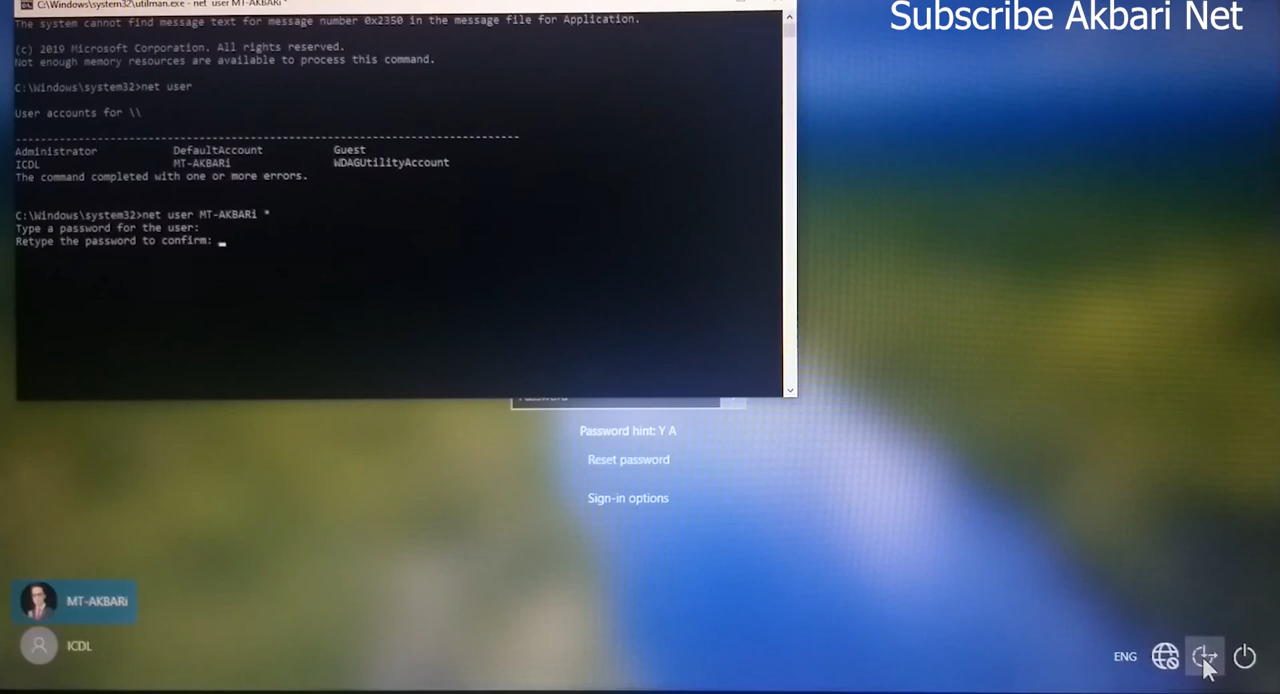 C:\Windows\system32\utilman.exe - net user MT-AKBARi *
Subscribe Akbari Net
The system cannot find message text for message number 0x2350 in the message file for Application.
(c) 2019 Microsoft Corporation. All rights reserved.
Not enough memory resources are available to process this command.
C:\Windows\system32>net user
User accounts for \\
-------------------------------------------------------------------------------
Administrator DefaultAccount Guest
ICDL MT-AKBARi WDAGUtilityAccount
The command completed with one or more errors.
C:\Windows\system32>net user MT-AKBARi *
Type a password for the user:
Retype the password to confirm:
Password hint: Y A
Reset password
Sign-in options
MT-AKBARi
ICDL
ENG